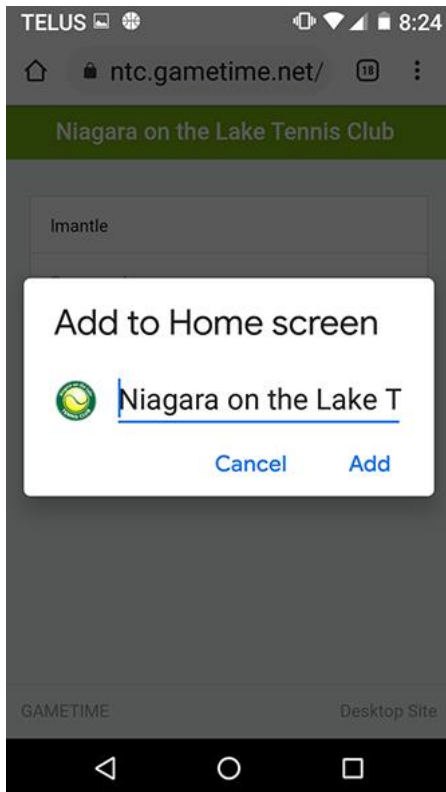 TELUS 8:24
ntc.gametime.net/ 18
Niagara on the Lake Tennis Club
lmantle
Add to Home screen
Niagara on the Lake T
Cancel Add
GAMETIME Desktop Site